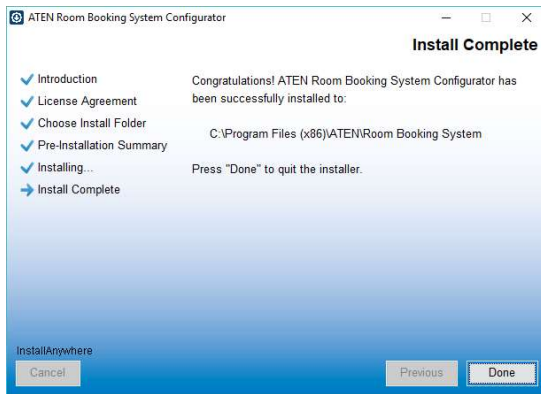 ATEN Room Booking System Configurator
Install Complete
Introduction
License Agreement
Choose Install Folder
Pre-Installation Summary
Installing...
Install Complete
Congratulations! ATEN Room Booking System Configurator has
been successfully installed to:
C:\Program Files (x86)\ATEN\Room Booking System
Press "Done" to quit the installer.
InstallAnywhere
Cancel
Previous
Done